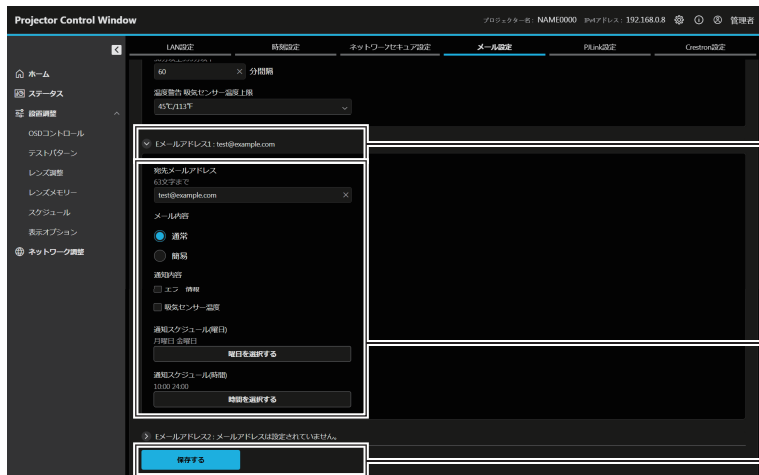 Projector Control Window
プロジェクター名: NAME0000 IPv4アドレス: 192.168.0.8 管理者
LAN設定 時刻設定 ネットワークセキュア設定 メール設定 PJLink設定 Crestron設定
ホーム
ステータス
設置調整
OSDコントロール
テストパターン
レンズ調整
レンズメモリー
スケジュール
表示オプション
ネットワーク調整
60 × 分間隔
温度警告 吸気センサー温度上限
45℃/113℉
Eメールアドレス1 : test@example.com
宛先メールアドレス
63文字まで
test@example.com ×
メール内容
通常
簡易
通知内容
エラー情報
吸気センサー温度
通知スケジュール(曜日)
月曜日 金曜日
曜日を選択する
通知スケジュール(時間)
10:00 24:00
時間を選択する
Eメールアドレス2 : メールアドレスは設定されていません。
保存する